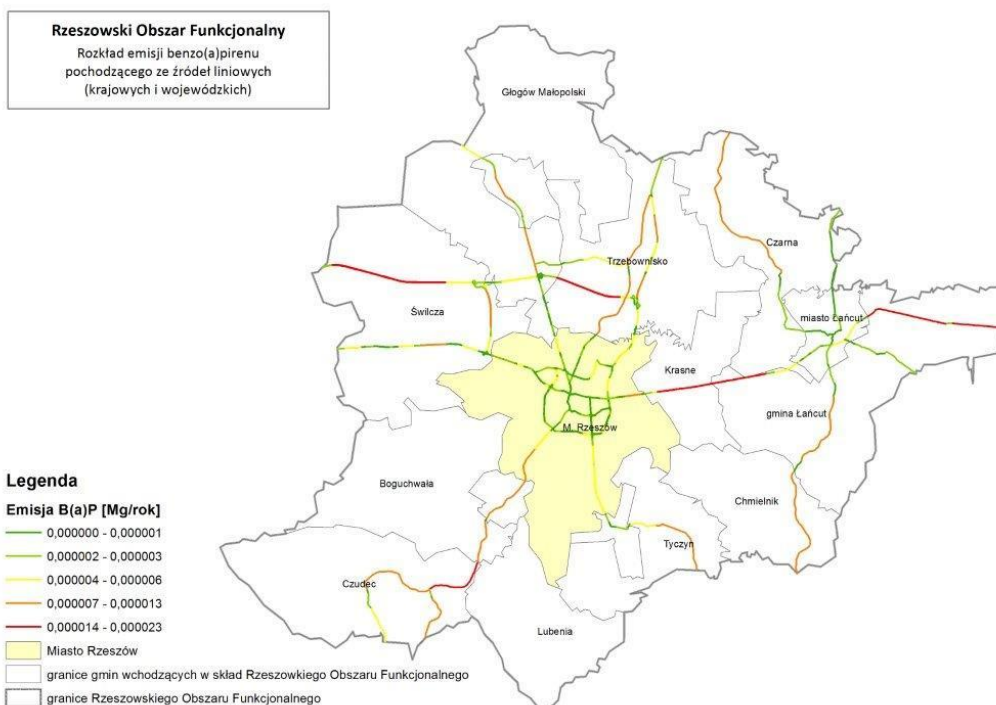 Rzeszowski Obszar Funkcjonalny
Rozkład emisji benzo(a)pirenu
pochodzącego ze źródeł liniowych
(krajowych i wojewódzkich)
Głogów Małopolski
Czarna
Trzebownisko
Świlcza
miasto Łańcut
Krasne
gmina Łańcut
M. Rzeszów
Boguchwała
Chmielnik
Tyczyn
Czudec
Lubenia
Legenda
Emisja B(a)P [Mg/rok]
0,000000 - 0,000001
0,000002 - 0,000003
0,000004 - 0,000006
0,000007 - 0,000013
0,000014 - 0,000023
Miasto Rzeszów
granice gmin wchodzących w skład Rzeszowkiego Obszaru Funkcjonalnego
granice Rzeszowskiego Obszaru Funkcjonalnego